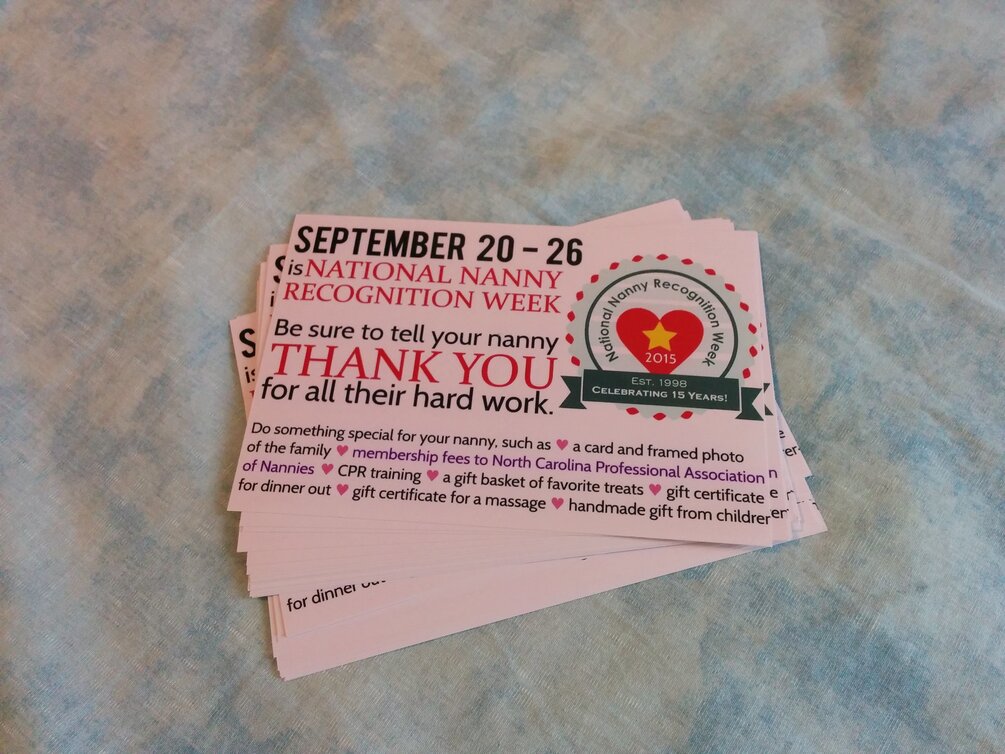 SEPTEMBER 20 – 26
is NATIONAL NANNY
RECOGNITION WEEK
Be sure to tell your nanny
THANK YOU
for all their hard work.
National Nanny Recognition Week
2015
EST. 1998
CELEBRATING 15 YEARS!
Do something special for your nanny, such as ♥ a card and framed photo
of the family ♥ membership fees to North Carolina Professional Association
of Nannies ♥ CPR training ♥ a gift basket of favorite treats ♥ gift certificate
for dinner out ♥ gift certificate for a massage ♥ handmade gift from children
for dinner out